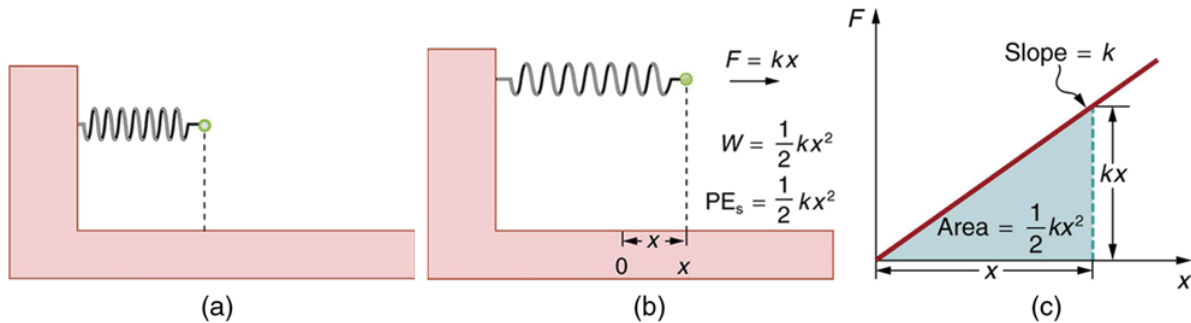 (a)
F = kx
W = 1/2 kx²
PEₛ = 1/2 kx²
x
0 x
(b)
F
Slope = k
kx
Area = 1/2 kx²
x
x
(c)